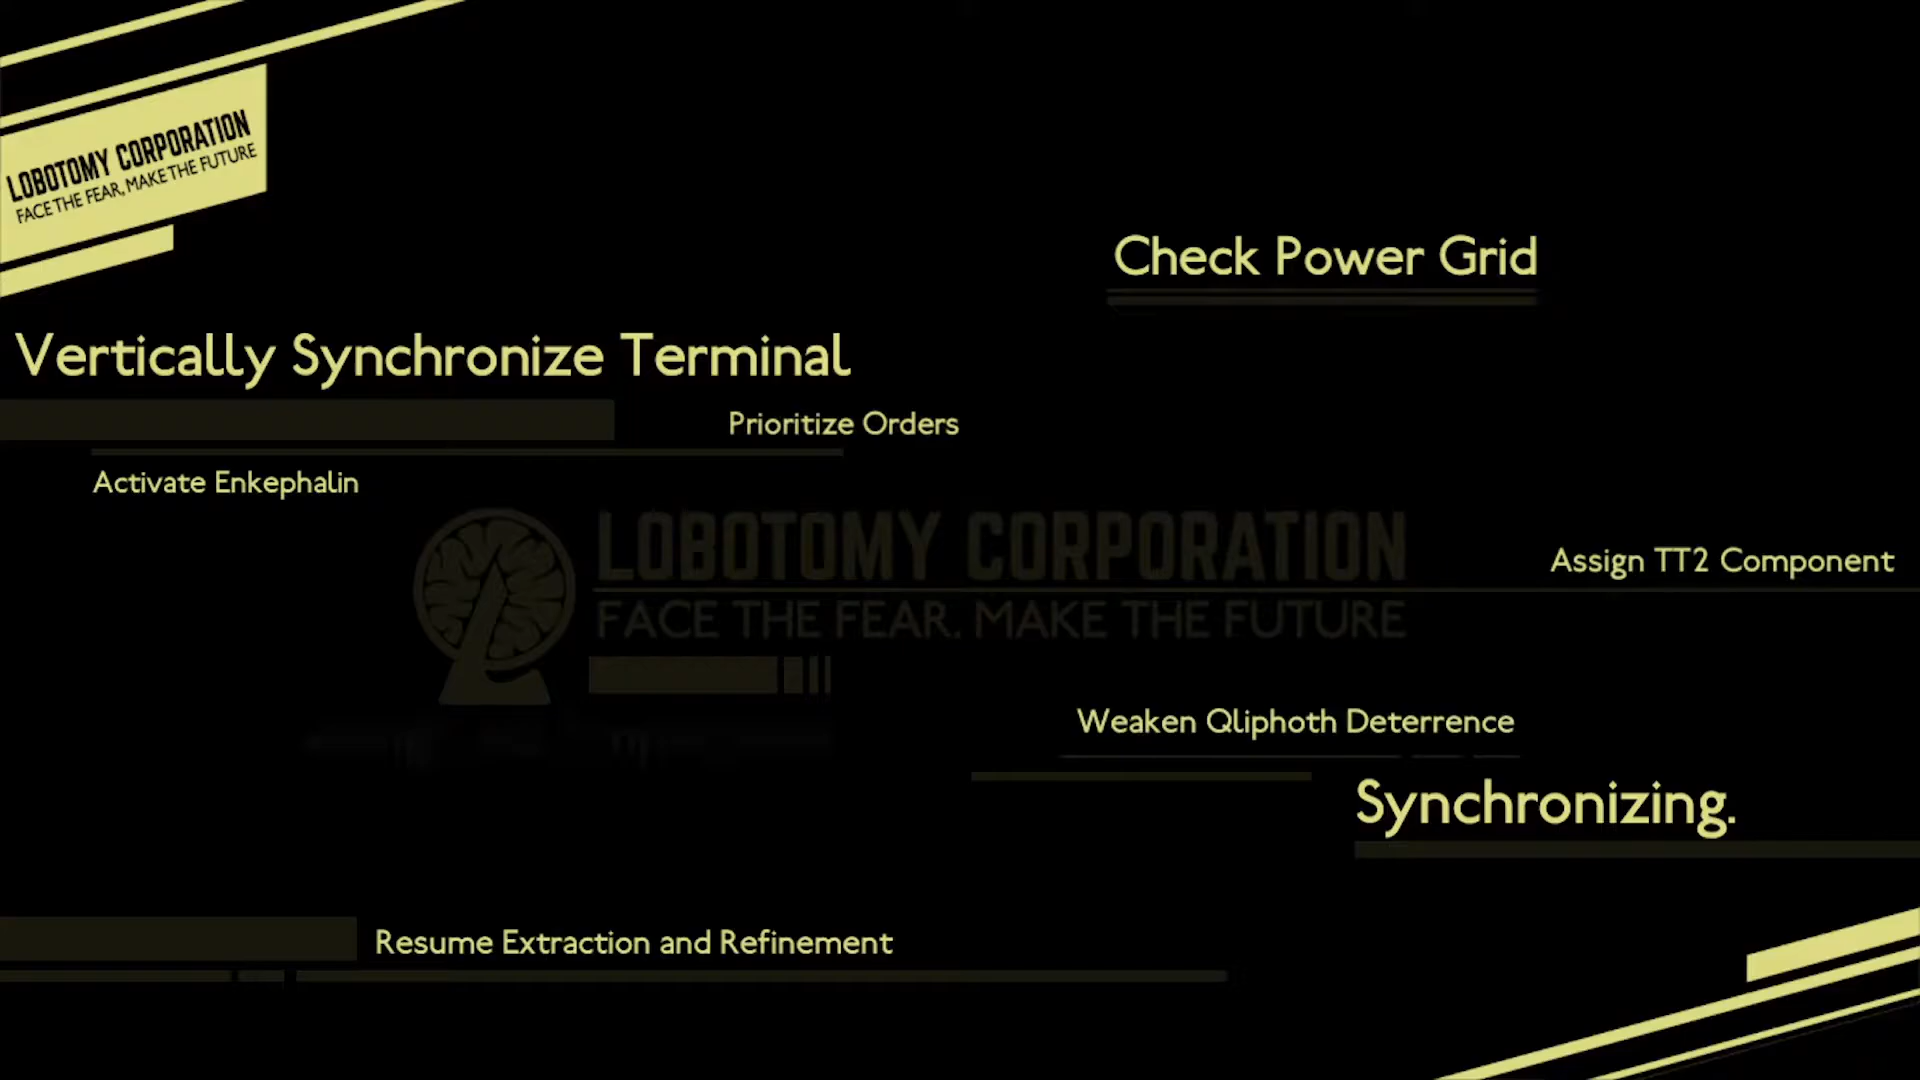 LOBOTOMY CORPORATION
FACE THE FEAR, MAKE THE FUTURE
Check Power Grid
Vertically Synchronize Terminal
Prioritize Orders
Activate Enkephalin
LOBOTOMY CORPORATION
FACE THE FEAR, MAKE THE FUTURE
Assign TT2 Component
Weaken Qliphoth Deterrence
Synchronizing.
Resume Extraction and Refinement